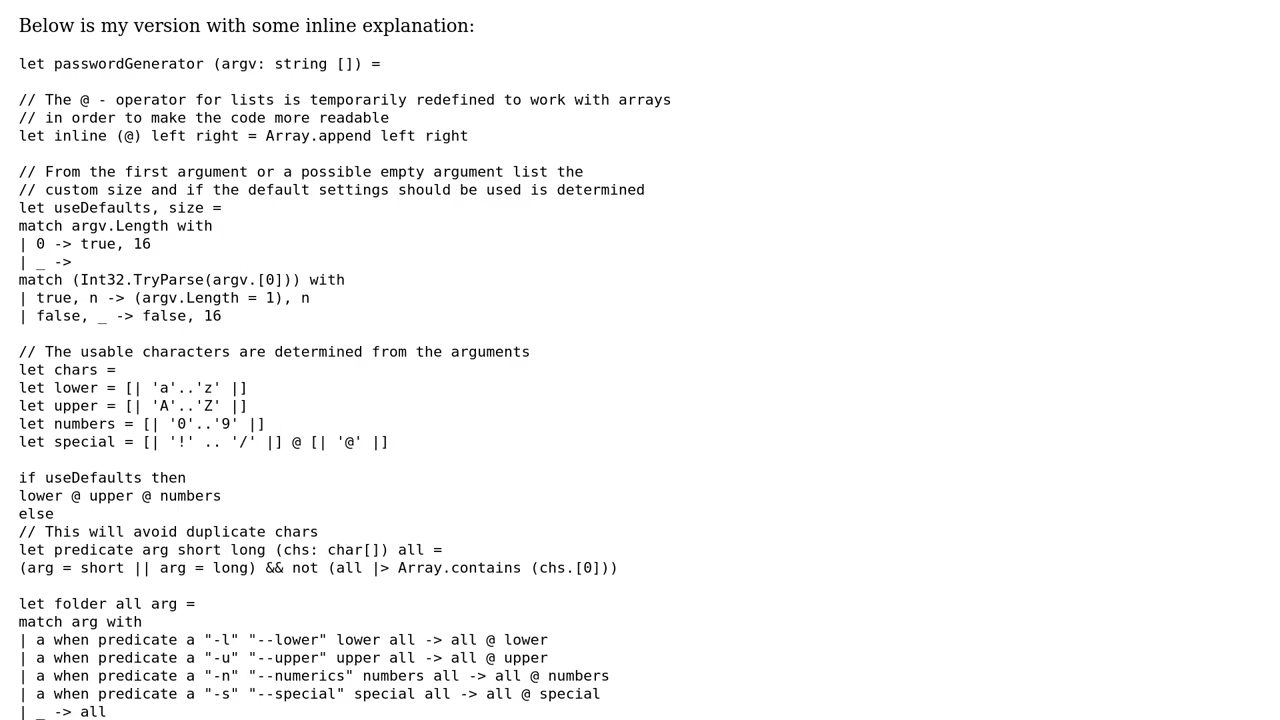 Below is my version with some inline explanation:
let passwordGenerator (argv: string []) =
// The @ - operator for lists is temporarily redefined to work with arrays
// in order to make the code more readable
let inline (@) left right = Array.append left right
// From the first argument or a possible empty argument list the
// custom size and if the default settings should be used is determined
let useDefaults, size =
match argv.Length with
| 0 -> true, 16
| _ ->
match (Int32.TryParse(argv.[0])) with
| true, n -> (argv.Length = 1), n
| false, _ -> false, 16
// The usable characters are determined from the arguments
let chars =
let lower = [| 'a'..'z' |]
let upper = [| 'A'..'Z' |]
let numbers = [| '0'..'9' |]
let special = [| '!' .. '/' |] @ [| '@' |]
if useDefaults then
lower @ upper @ numbers
else
// This will avoid duplicate chars
let predicate arg short long (chs: char[]) all =
(arg = short || arg = long) && not (all |> Array.contains (chs.[0]))
let folder all arg =
match arg with
| a when predicate a "-l" "--lower" lower all -> all @ lower
| a when predicate a "-u" "--upper" upper all -> all @ upper
| a when predicate a "-n" "--numerics" numbers all -> all @ numbers
| a when predicate a "-s" "--special" special all -> all @ special
| _ -> all